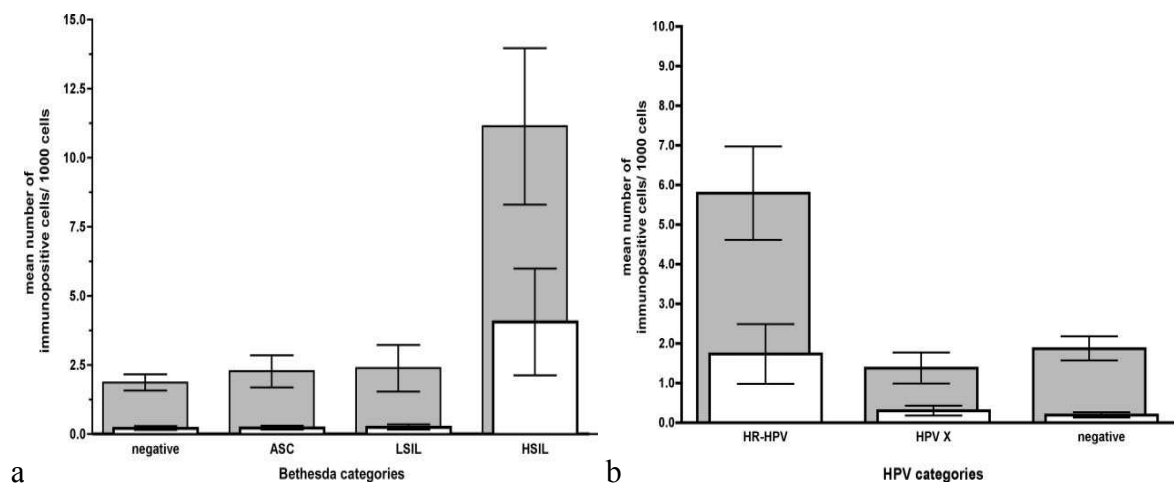 mean number of
immunopositive cells/ 1000 cells
15.0
12.5
10.0
7.5
5.0
2.5
0.0
negative ASC LSIL HSIL
Bethesda categories
a
mean number of
immunopositive cells/ 1000 cells
10.0
9.0
8.0
7.0
6.0
5.0
4.0
3.0
2.0
1.0
0.0
HR-HPV HPV X negative
HPV categories
b